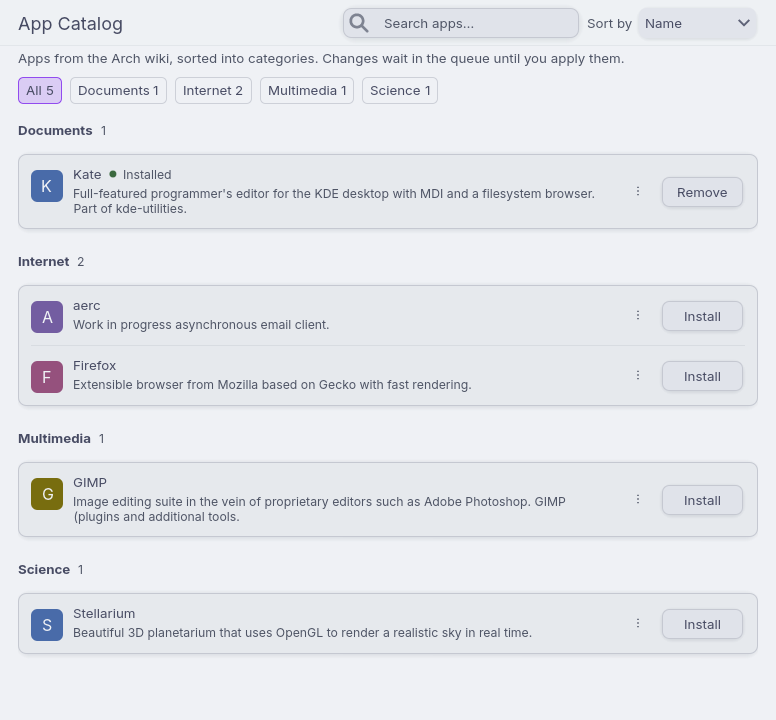 App Catalog
Search apps...
Sort by
Name
Apps from the Arch wiki, sorted into categories. Changes wait in the queue until you apply them.
All 5
Documents 1
Internet 2
Multimedia 1
Science 1
Documents 1
K
Kate
Installed
Full-featured programmer's editor for the KDE desktop with MDI and a filesystem browser.
Part of kde-utilities.
Remove
Internet 2
A
aerc
Work in progress asynchronous email client.
Install
F
Firefox
Extensible browser from Mozilla based on Gecko with fast rendering.
Install
Multimedia 1
G
GIMP
Image editing suite in the vein of proprietary editors such as Adobe Photoshop. GIMP
(plugins and additional tools.
Install
Science 1
S
Stellarium
Beautiful 3D planetarium that uses OpenGL to render a realistic sky in real time.
Install